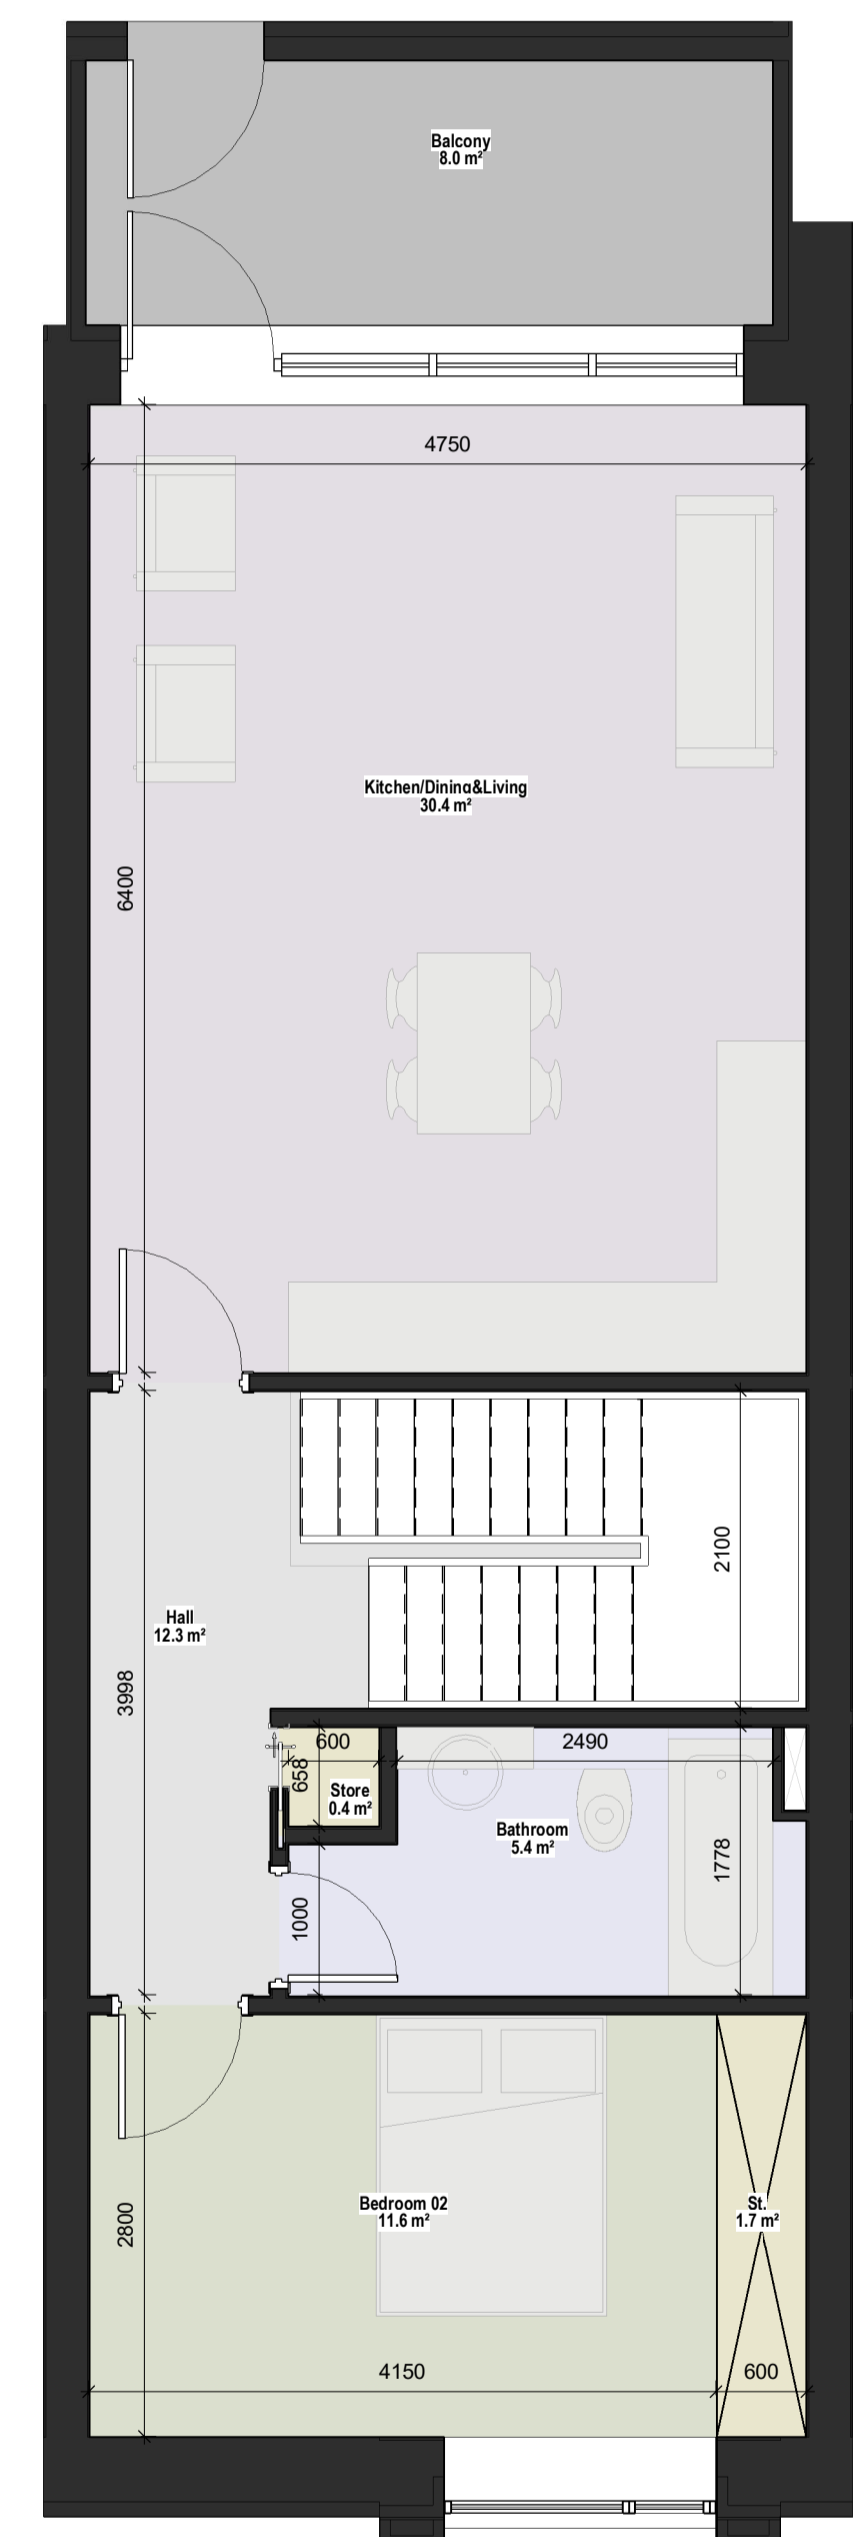 Balcony
8.0 m²
4750
Kitchen/Dining&Living
30.4 m²
6400
2100
Hall
12.3 m²
3998
600
2490
658
Store
0.4 m²
Bathroom
5.4 m²
1778
1000
Bedroom 02
11.6 m²
St.
1.7 m²
2800
4150
600